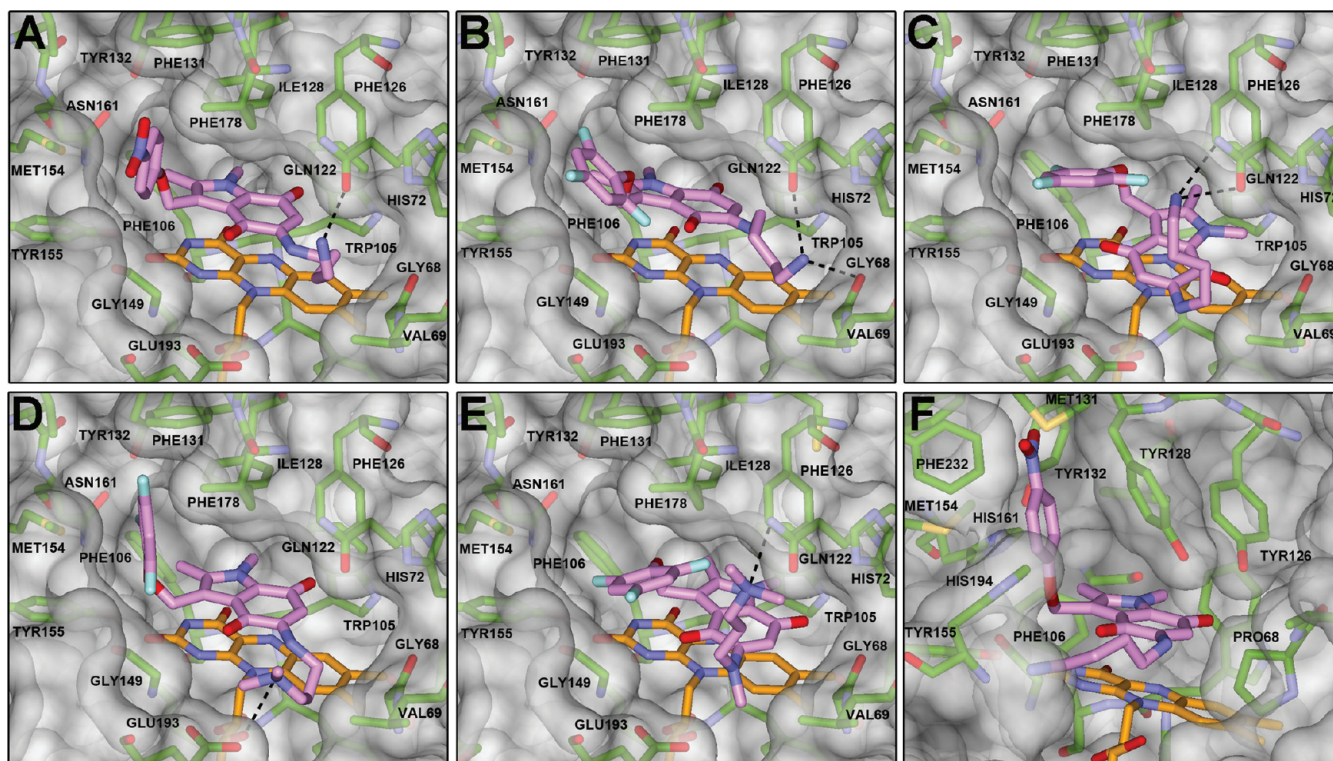 A
TYR132
PHE131
ILE128
PHE126
ASN161
PHE178
MET154
GLN122
HIS72
PHE106
TRP105
TYR155
GLY68
GLY149
VAL69
GLU193
B
TYR132
PHE131
ILE128
PHE126
ASN161
PHE178
MET154
GLN122
HIS72
PHE106
TRP105
TYR155
GLY68
GLY149
VAL69
GLU193
C
TYR132
PHE131
ILE128
PHE126
ASN161
PHE178
MET154
GLN122
HIS72
PHE106
TRP105
TYR155
GLY68
GLY149
VAL69
GLU193
D
TYR132
PHE131
ILE128
PHE126
ASN161
PHE178
MET154
PHE106
GLN122
HIS72
TYR155
TRP105
GLY68
GLY149
VAL69
GLU193
E
TYR132
PHE131
ILE128
PHE126
ASN161
PHE178
MET154
GLN122
PHE106
HIS72
TRP105
TYR155
GLY68
GLY149
VAL69
GLU193
F
MET131
PHE232
TYR132
TYR128
MET154
HIS161
TYR126
HIS194
TYR155
PHE106
PRO68